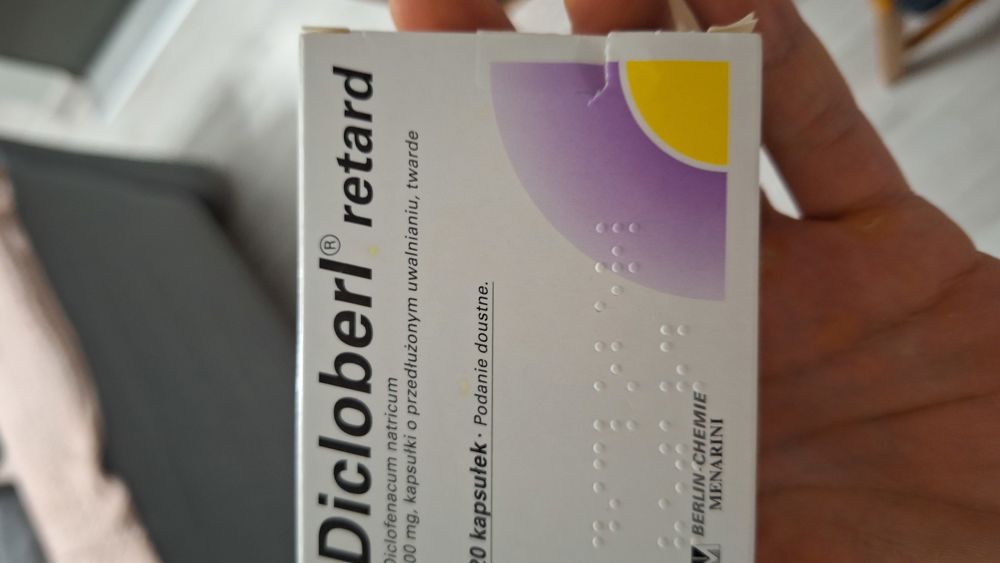 Dicloberl® retard
Diclofenacum natricum
00 mg, kapsułki o przedłużonym uwalnianiu, twarde
20 kapsułek · Podanie doustne.
BERLIN-CHEMIE
MENARINI